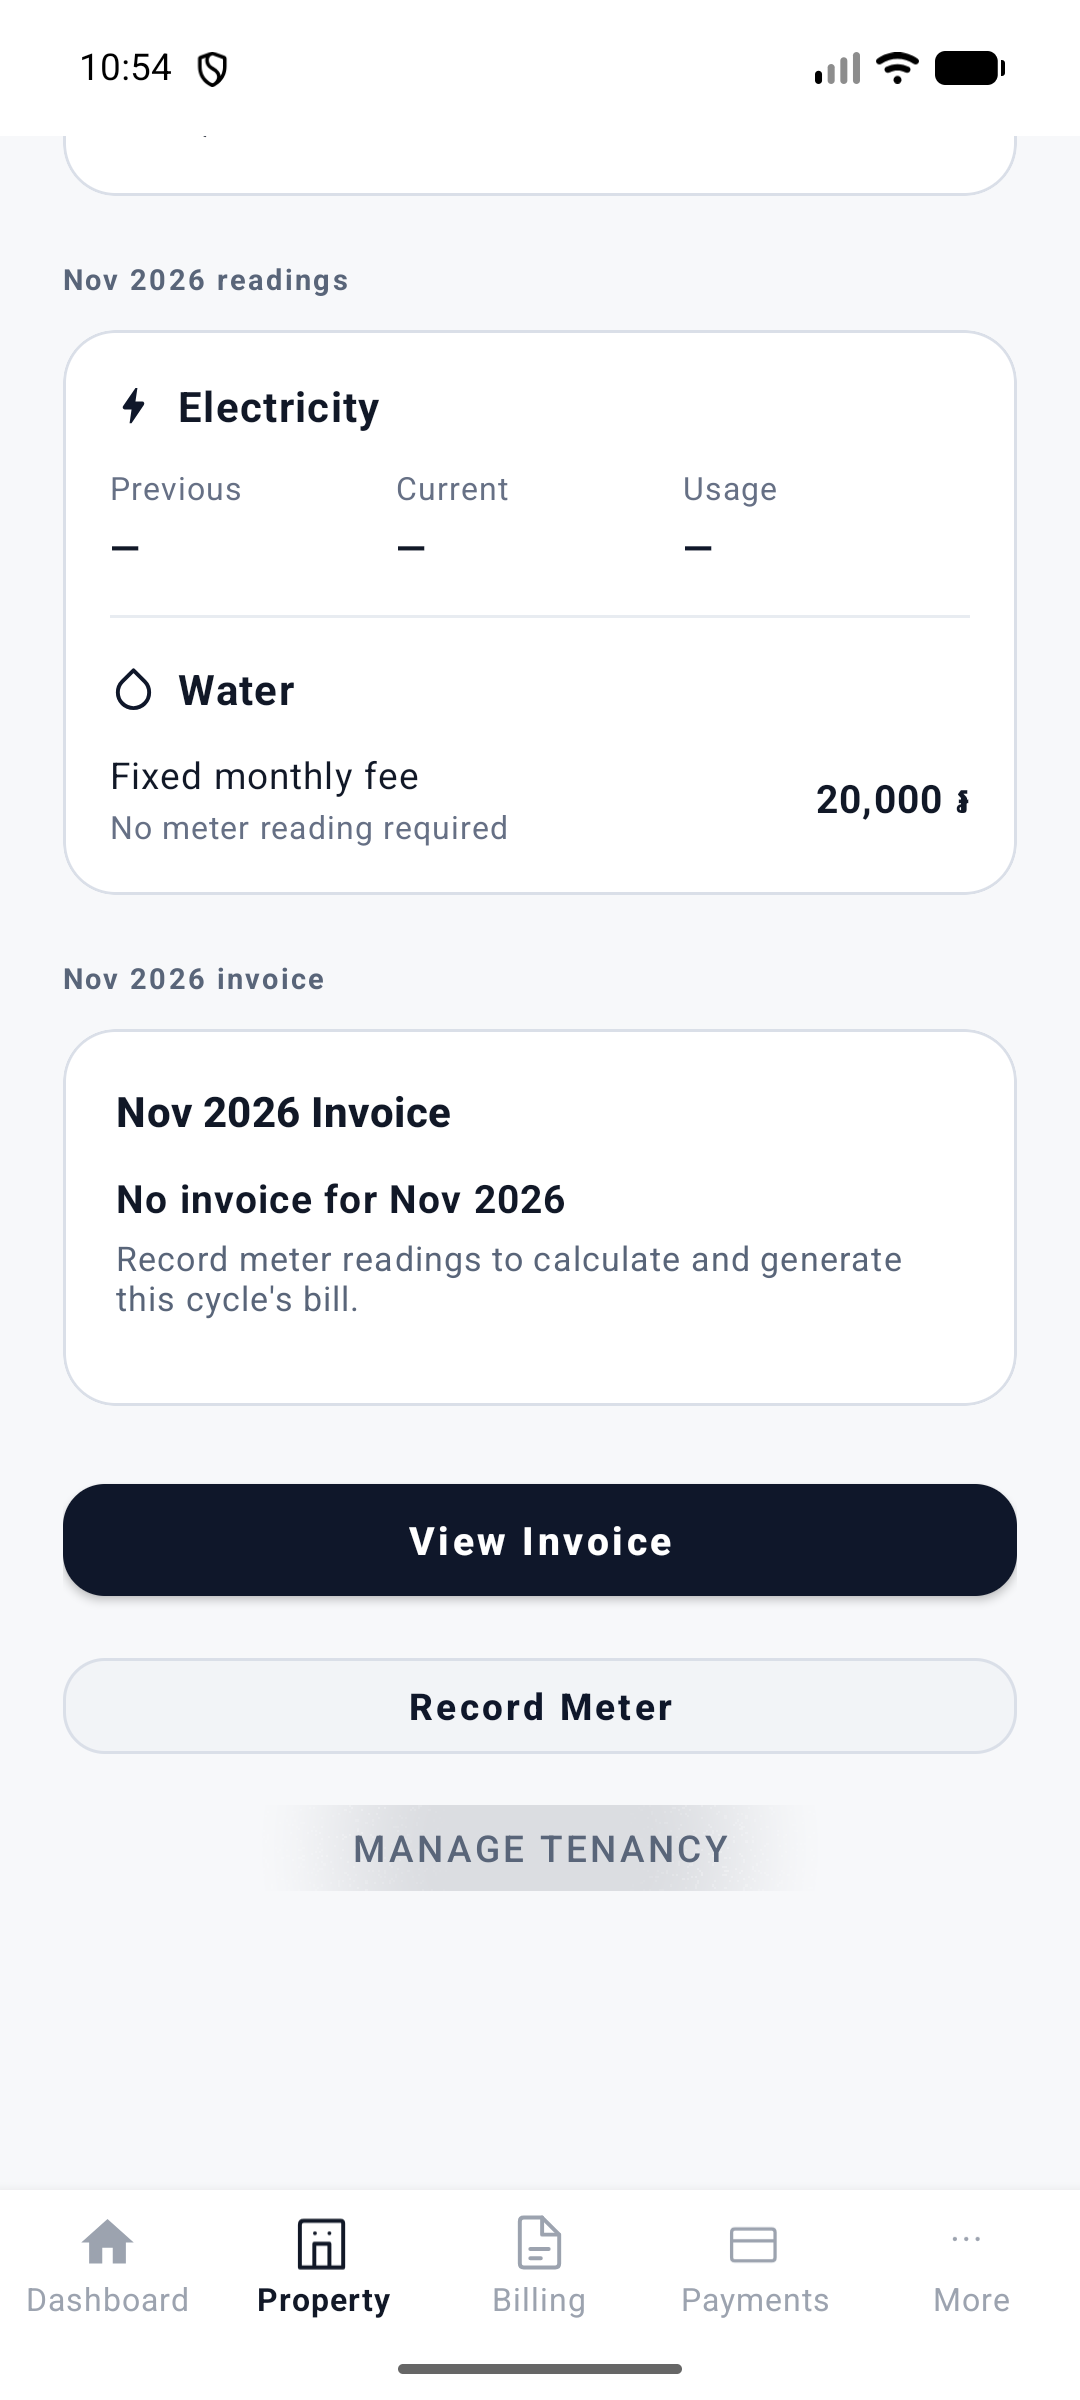 10:54
Nov 2026 readings
Electricity
Previous
Current
Usage
—
—
—
Water
Fixed monthly fee
20,000 ៛
No meter reading required
Nov 2026 invoice
Nov 2026 Invoice
No invoice for Nov 2026
Record meter readings to calculate and generate
this cycle's bill.
View Invoice
Record Meter
MANAGE TENANCY
Dashboard
Property
Billing
Payments
More